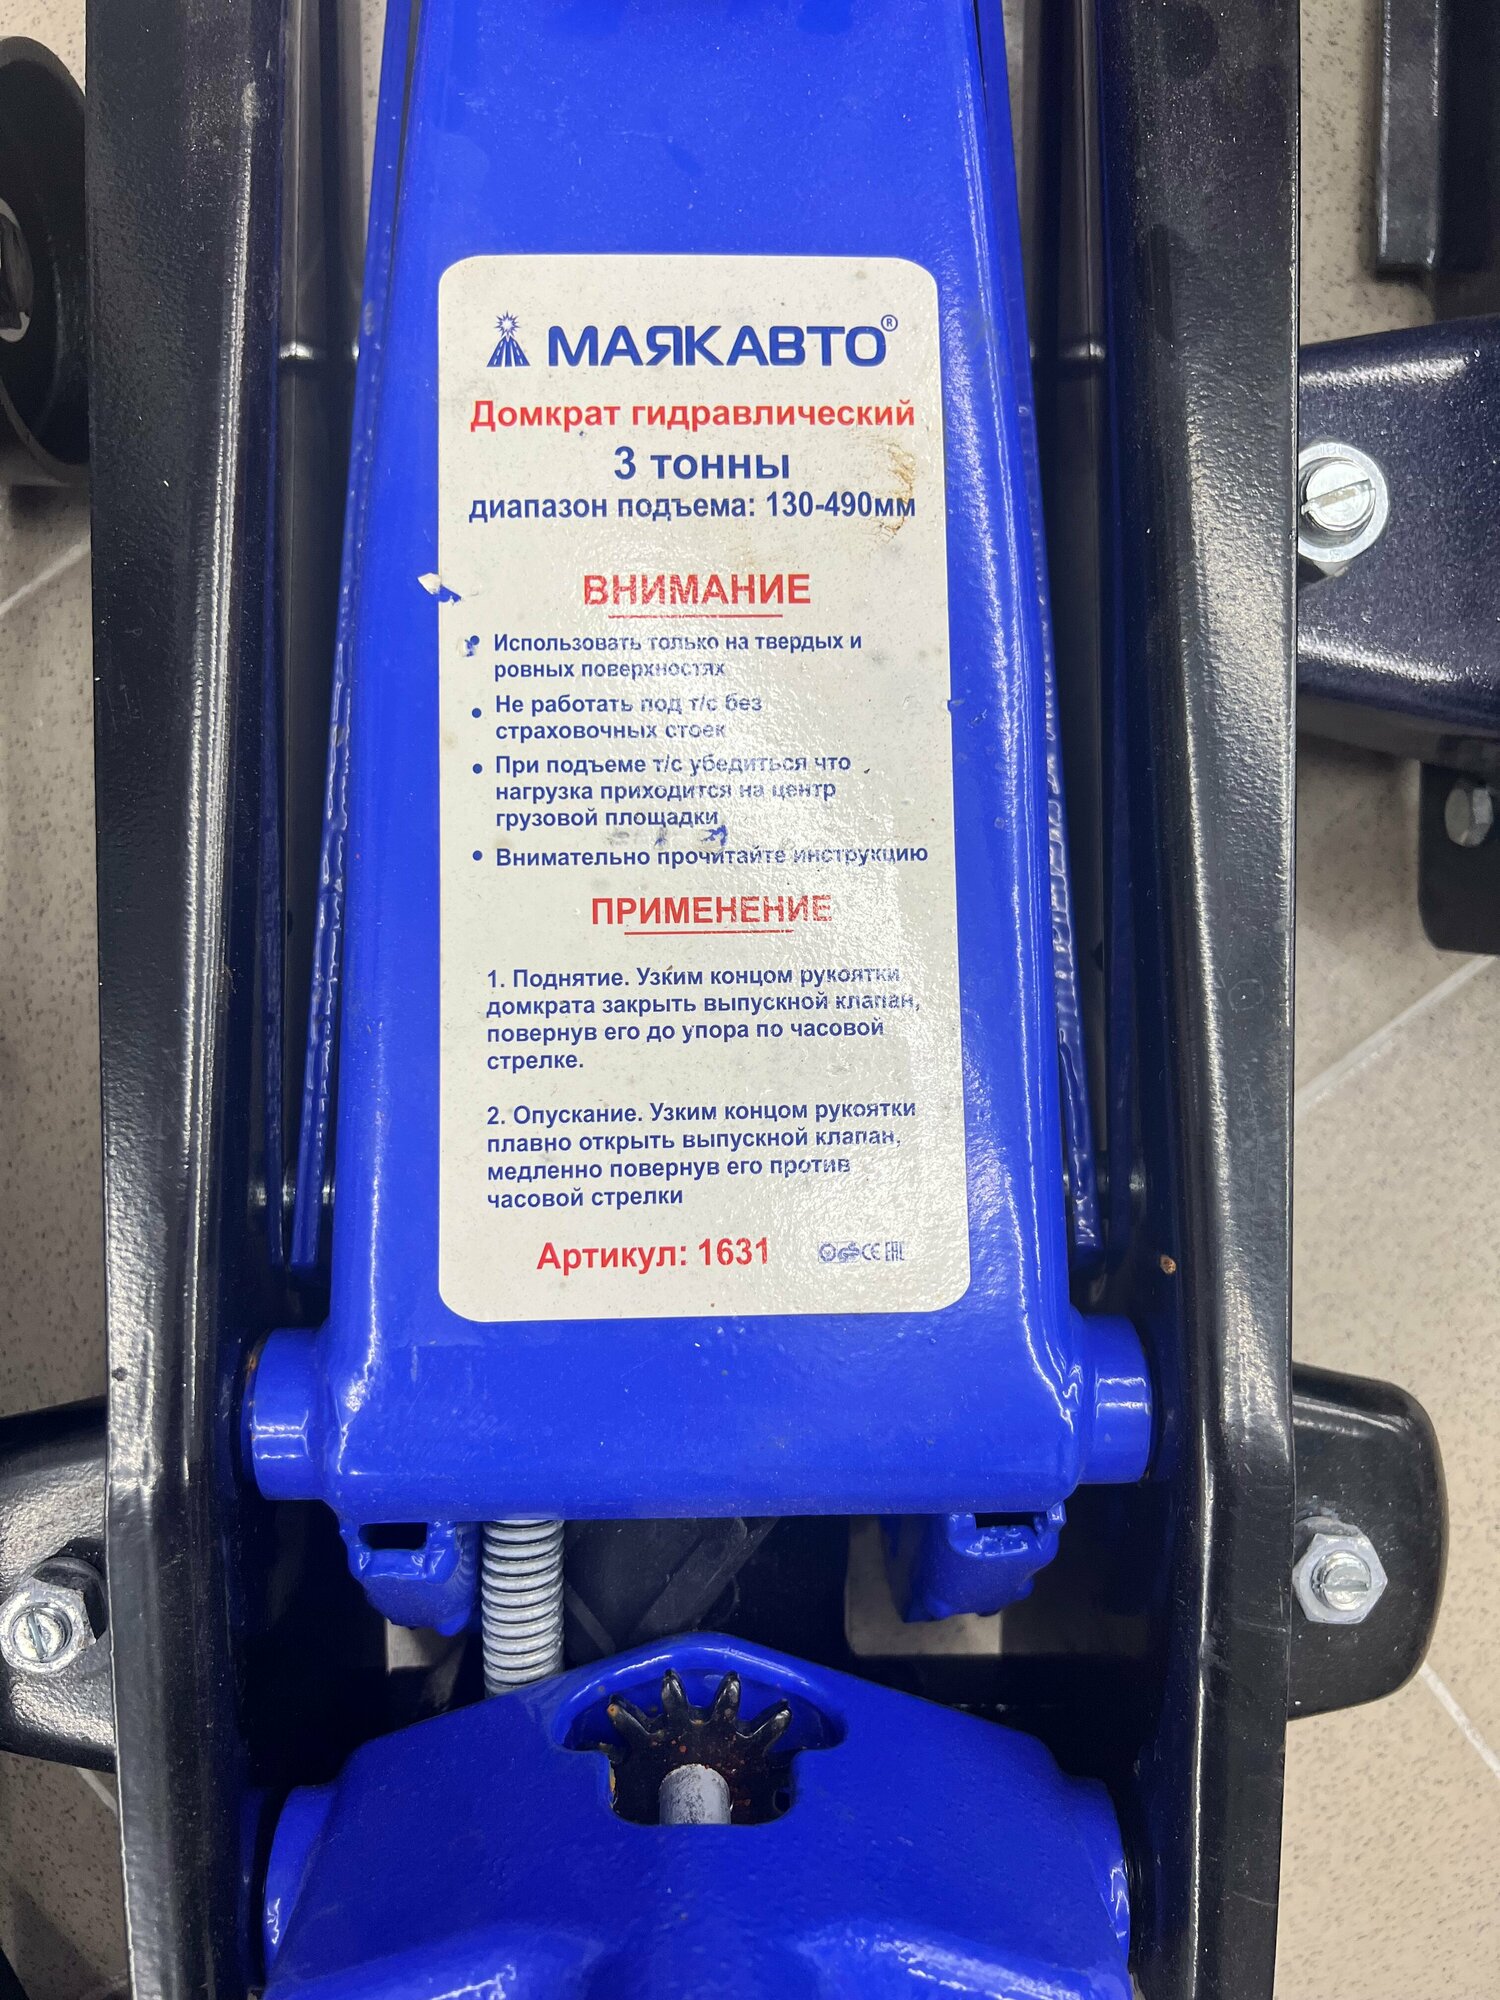 МАЯКАВТО®
Домкрат гидравлический
3 тонны
диапазон подъема: 130-490мм
ВНИМАНИЕ
• Использовать только на твердых и
ровных поверхностях
• Не работать под т/с без
страховочных стоек
• При подъеме т/с убедиться что
нагрузка приходится на центр
грузовой площадки
• Внимательно прочитайте инструкцию
ПРИМЕНЕНИЕ
1. Поднятие. Узким концом рукоятки
домкрата закрыть выпускной клапан,
повернув его до упора по часовой
стрелке.
2. Опускание. Узким концом рукоятки
плавно открыть выпускной клапан,
медленно повернув его против
часовой стрелки
Артикул: 1631 CE EAC